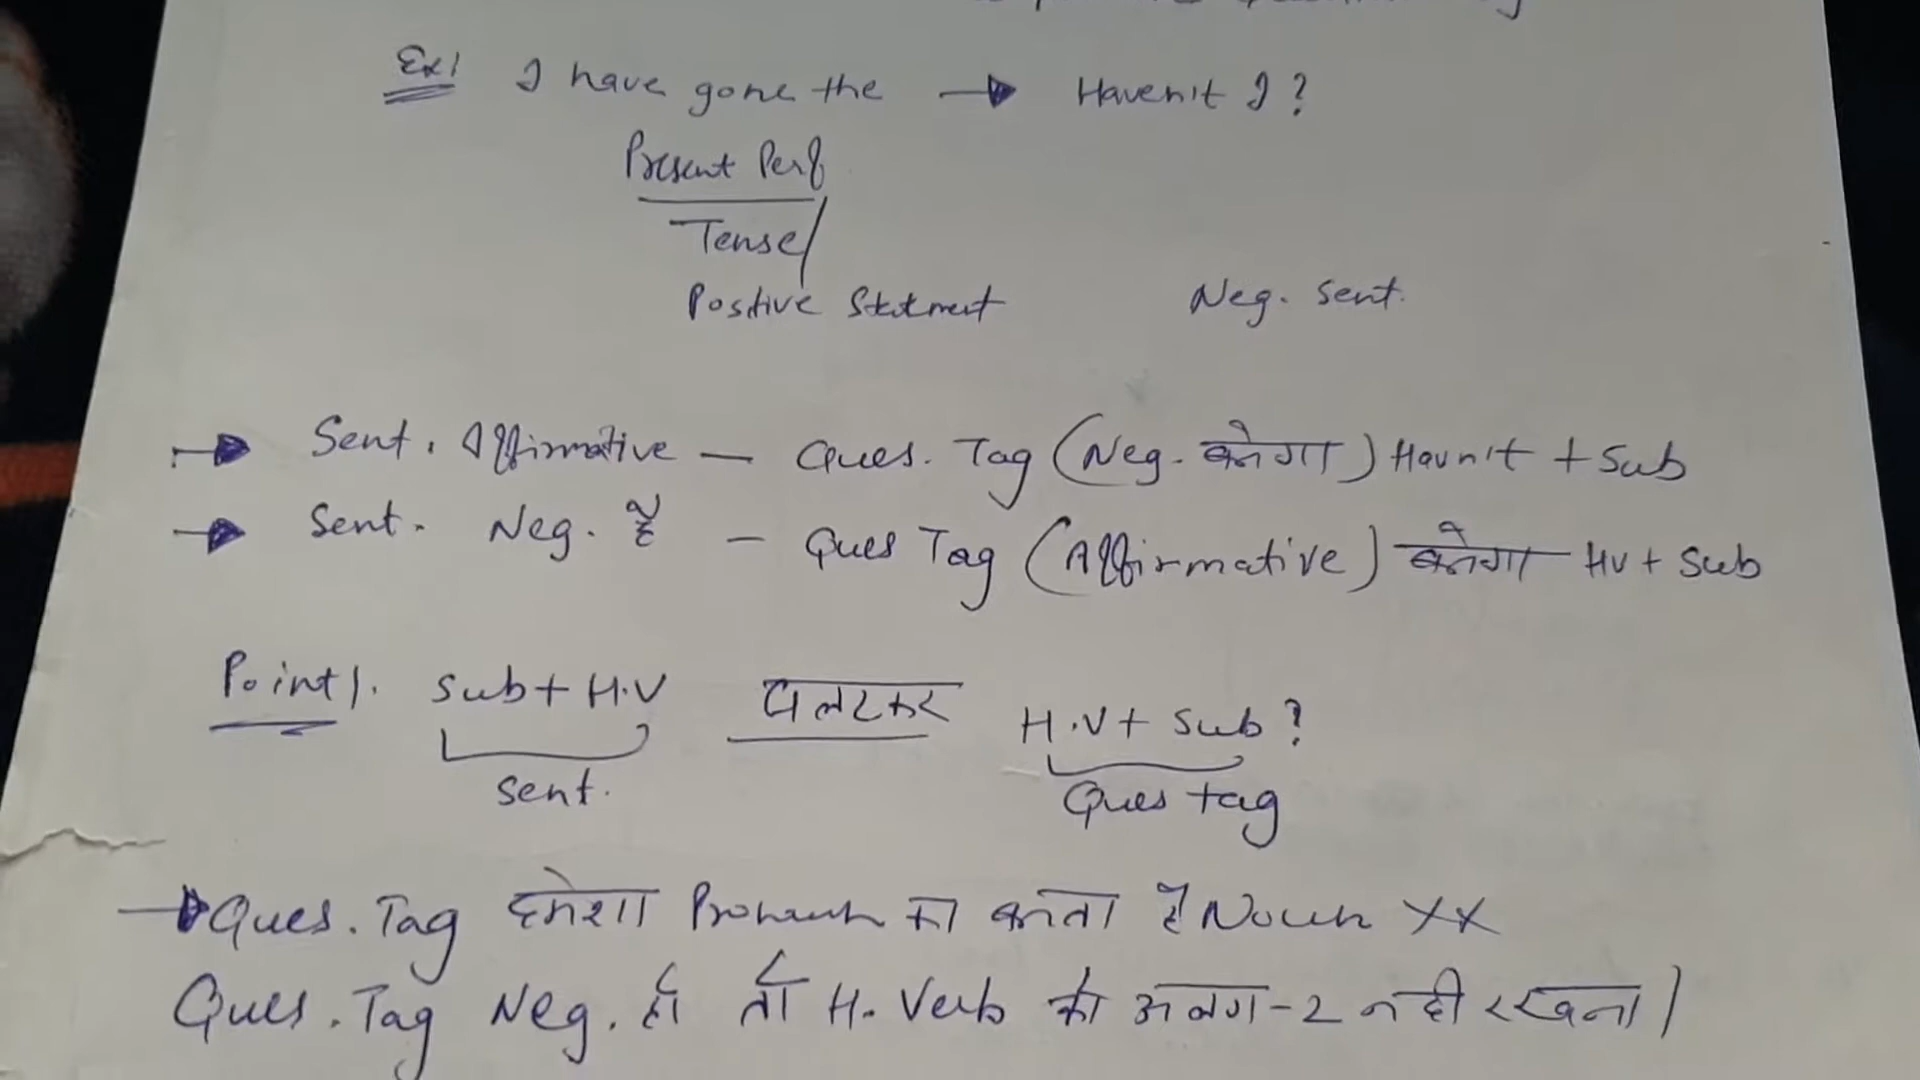 Ex1 I have gone the → Haven't I?
Present Perf
Tense/
Positive Statment Neg. Sent.
→ Sent. Affirmative — Ques. Tag (Neg. बनेगा) Haven't + Sub
→ Sent. Neg. है – Ques Tag (Affirmative) बनेगा HV + Sub
Point 1. Sub + H.V पलटकर H.V + Sub?
Sent. Ques tag
→ Ques. Tag हमेशा Pronoun का बनता है Noun XX
Ques. Tag Neg. हो तो H. Verb को अलग-2 नही रखना।